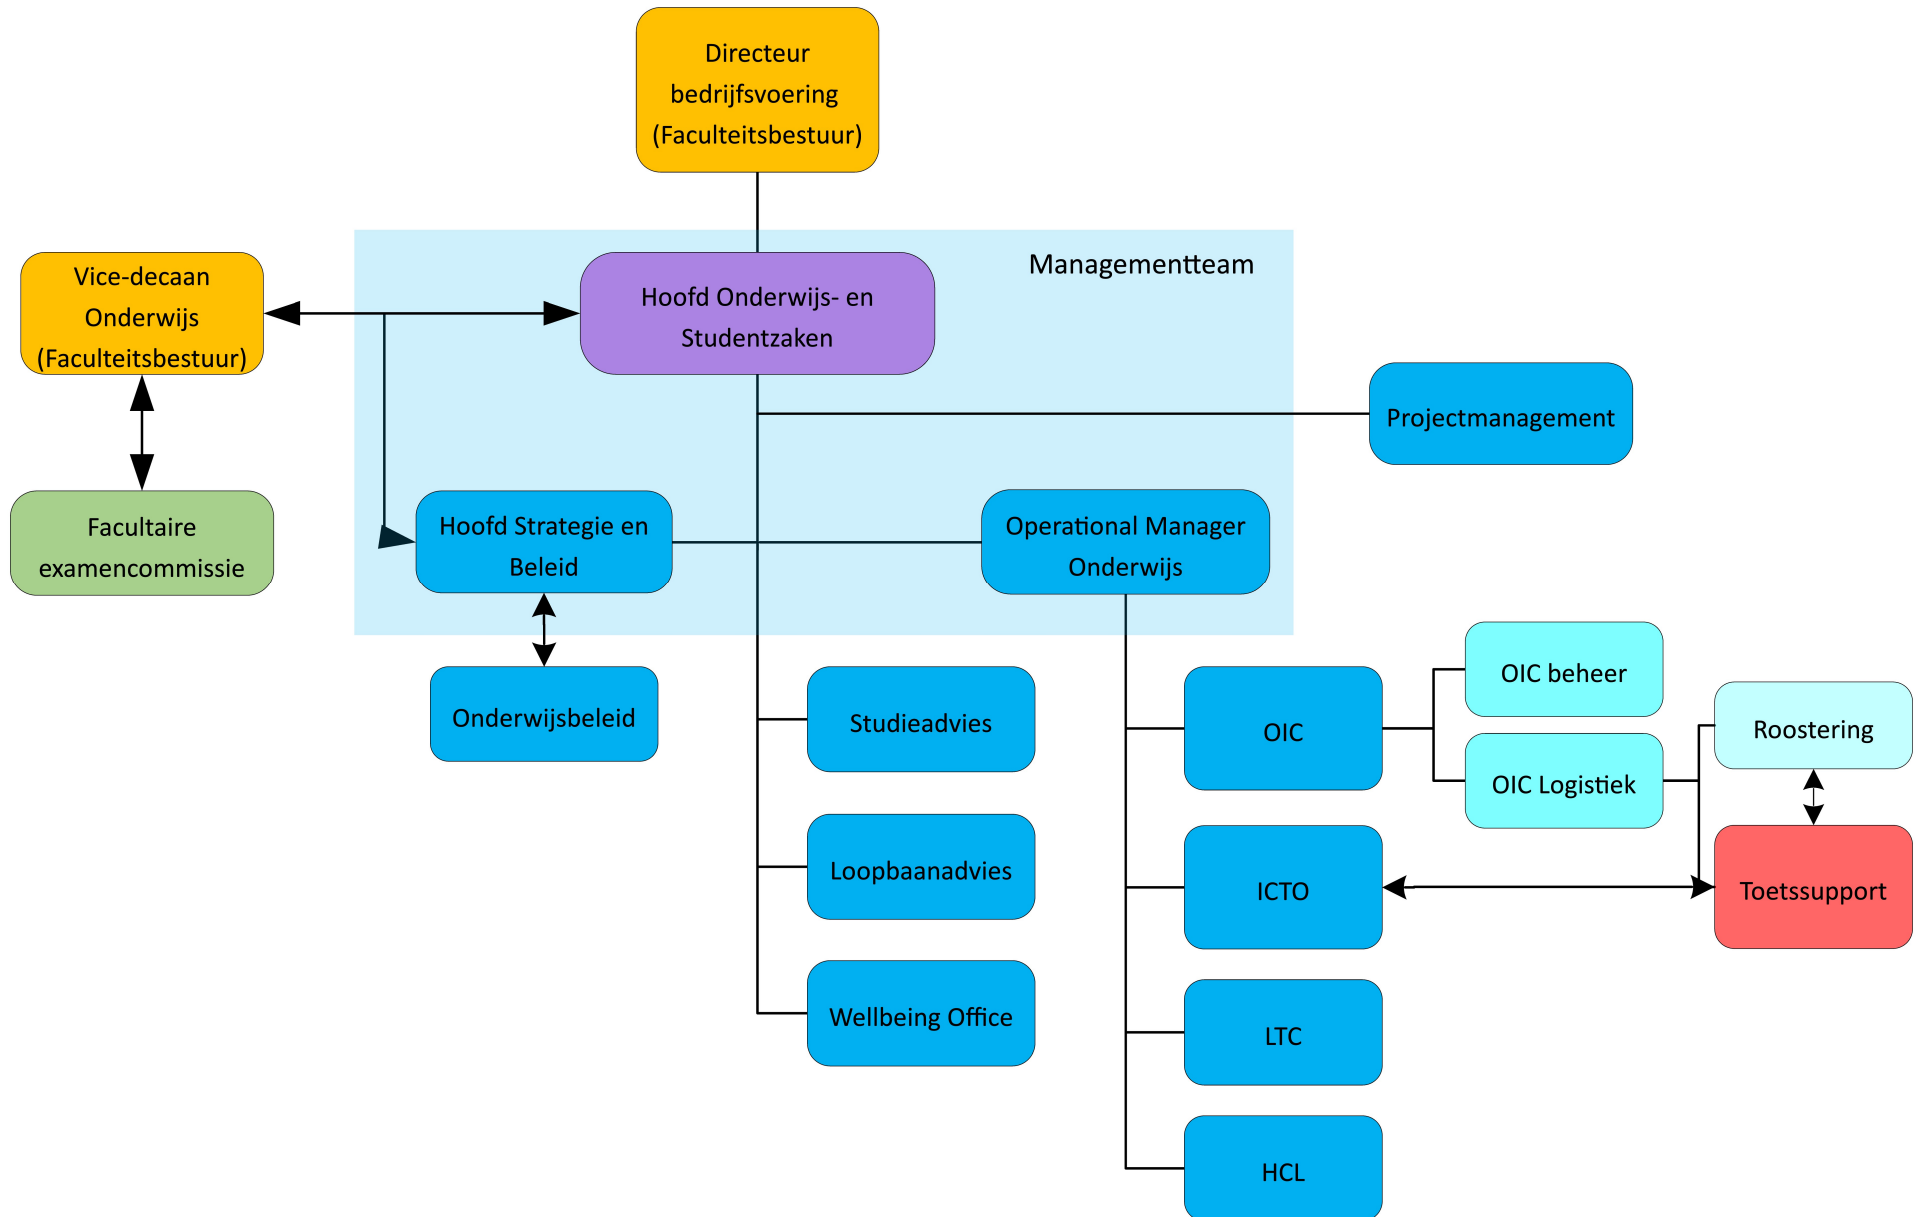 Directeur
bedrijfsvoering
(Faculteitsbestuur)
Managementteam
Vice-decaan
Onderwijs
(Faculteitsbestuur)
Hoofd Onderwijs- en
Studentzaken
Projectmanagement
Facultaire
examencommissie
Hoofd Strategie en
Beleid
Operational Manager
Onderwijs
Onderwijsbeleid
Studieadvies
Loopbaanadvies
Wellbeing Office
OIC
ICTO
LTC
HCL
OIC beheer
OIC Logistiek
Roostering
Toetssupport